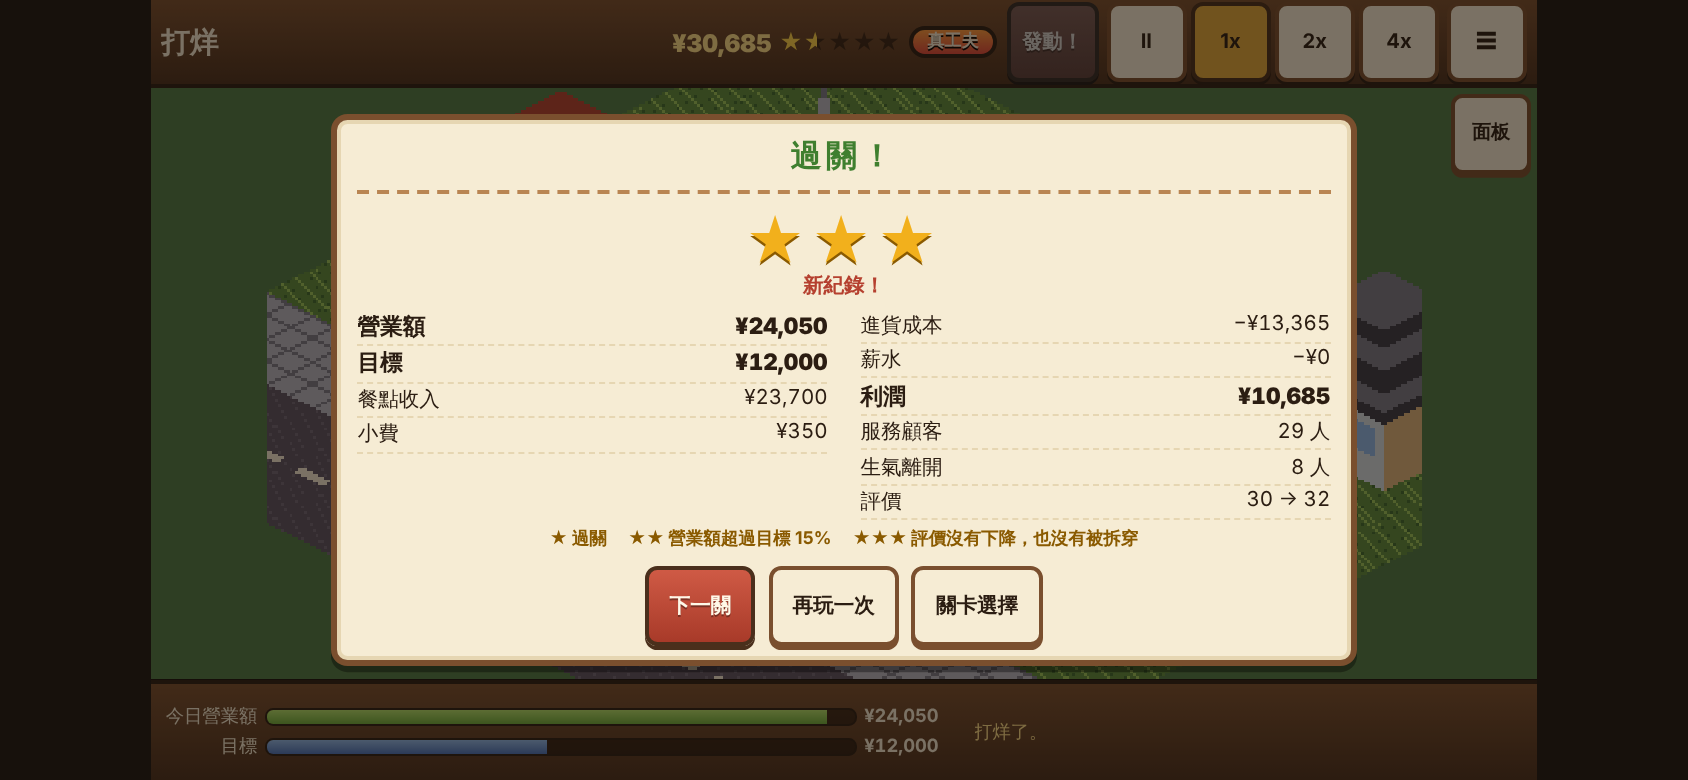 打烊
¥30,685
真工夫
發動！
II
1x
2x
4x
面板
過關！
新紀錄！
營業額 ¥24,050
目標 ¥12,000
餐點收入 ¥23,700
小費 ¥350
進貨成本 −¥13,365
薪水 −¥0
利潤 ¥10,685
服務顧客 29 人
生氣離開 8 人
評價 30 → 32
★ 過關 ★★ 營業額超過目標 15% ★★★ 評價沒有下降，也沒有被拆穿
下一關
再玩一次
關卡選擇
今日營業額 ¥24,050
目標 ¥12,000
打烊了。